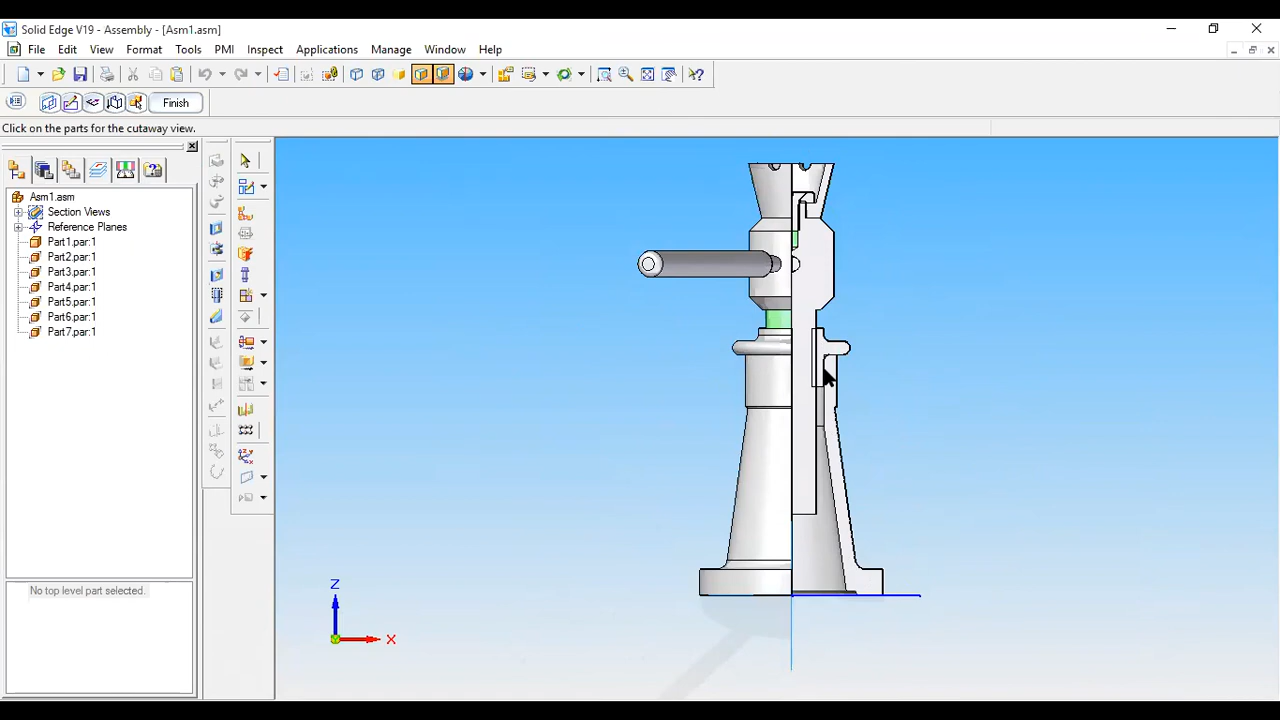 Solid Edge V19 - Assembly - [Asm1.asm]
File Edit View Format Tools PMI Inspect Applications Manage Window Help
Finish
Click on the parts for the cutaway view.
Asm1.asm
Section Views
Reference Planes
Part1.par:1
Part2.par:1
Part3.par:1
Part4.par:1
Part5.par:1
Part6.par:1
Part7.par:1
No top level part selected.
Z
X